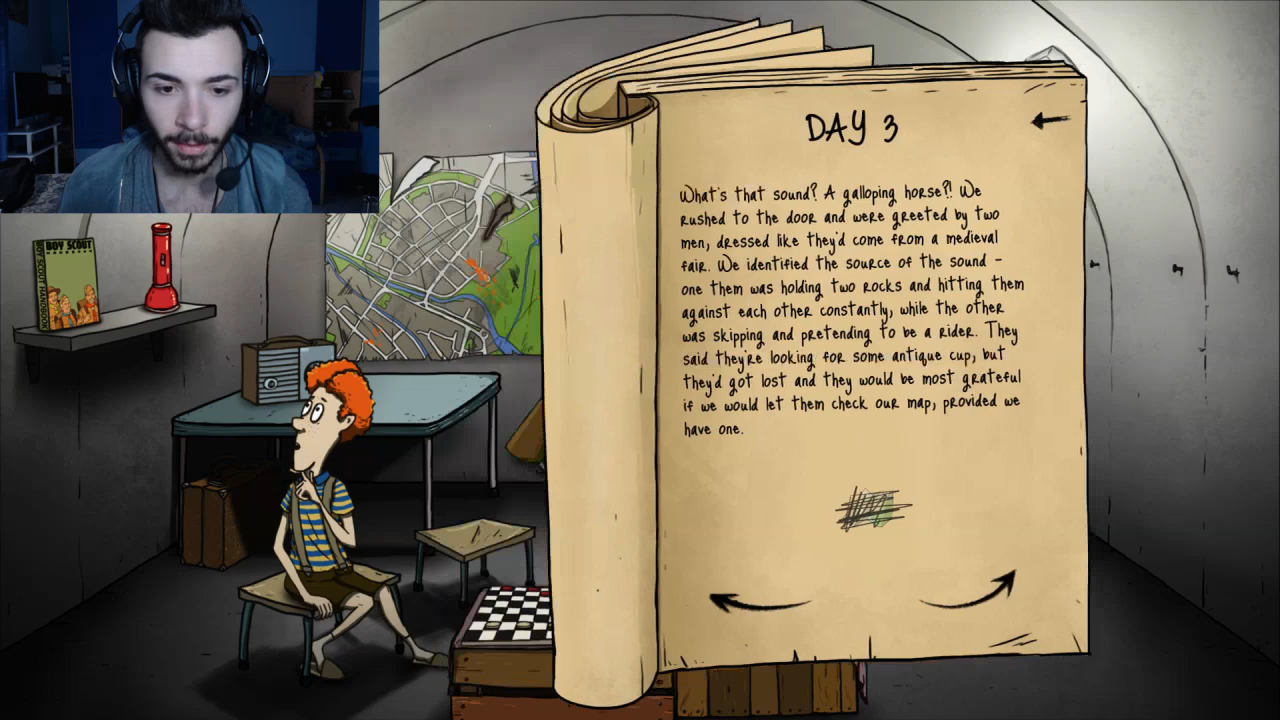 BOY SCOUT
BOY SCOUT HANDBOOK
DAY 3
What's that sound? A galloping horse?! We
rushed to the door and were greeted by two
men, dressed like they'd come from a medieval
fair. We identified the source of the sound -
one them was holding two rocks and hitting them
against each other constantly, while the other
was skipping and pretending to be a rider. They
said they're looking for some antique cup, but
they'd got lost and they would be most grateful
if we would let them check our map, provided we
have one.